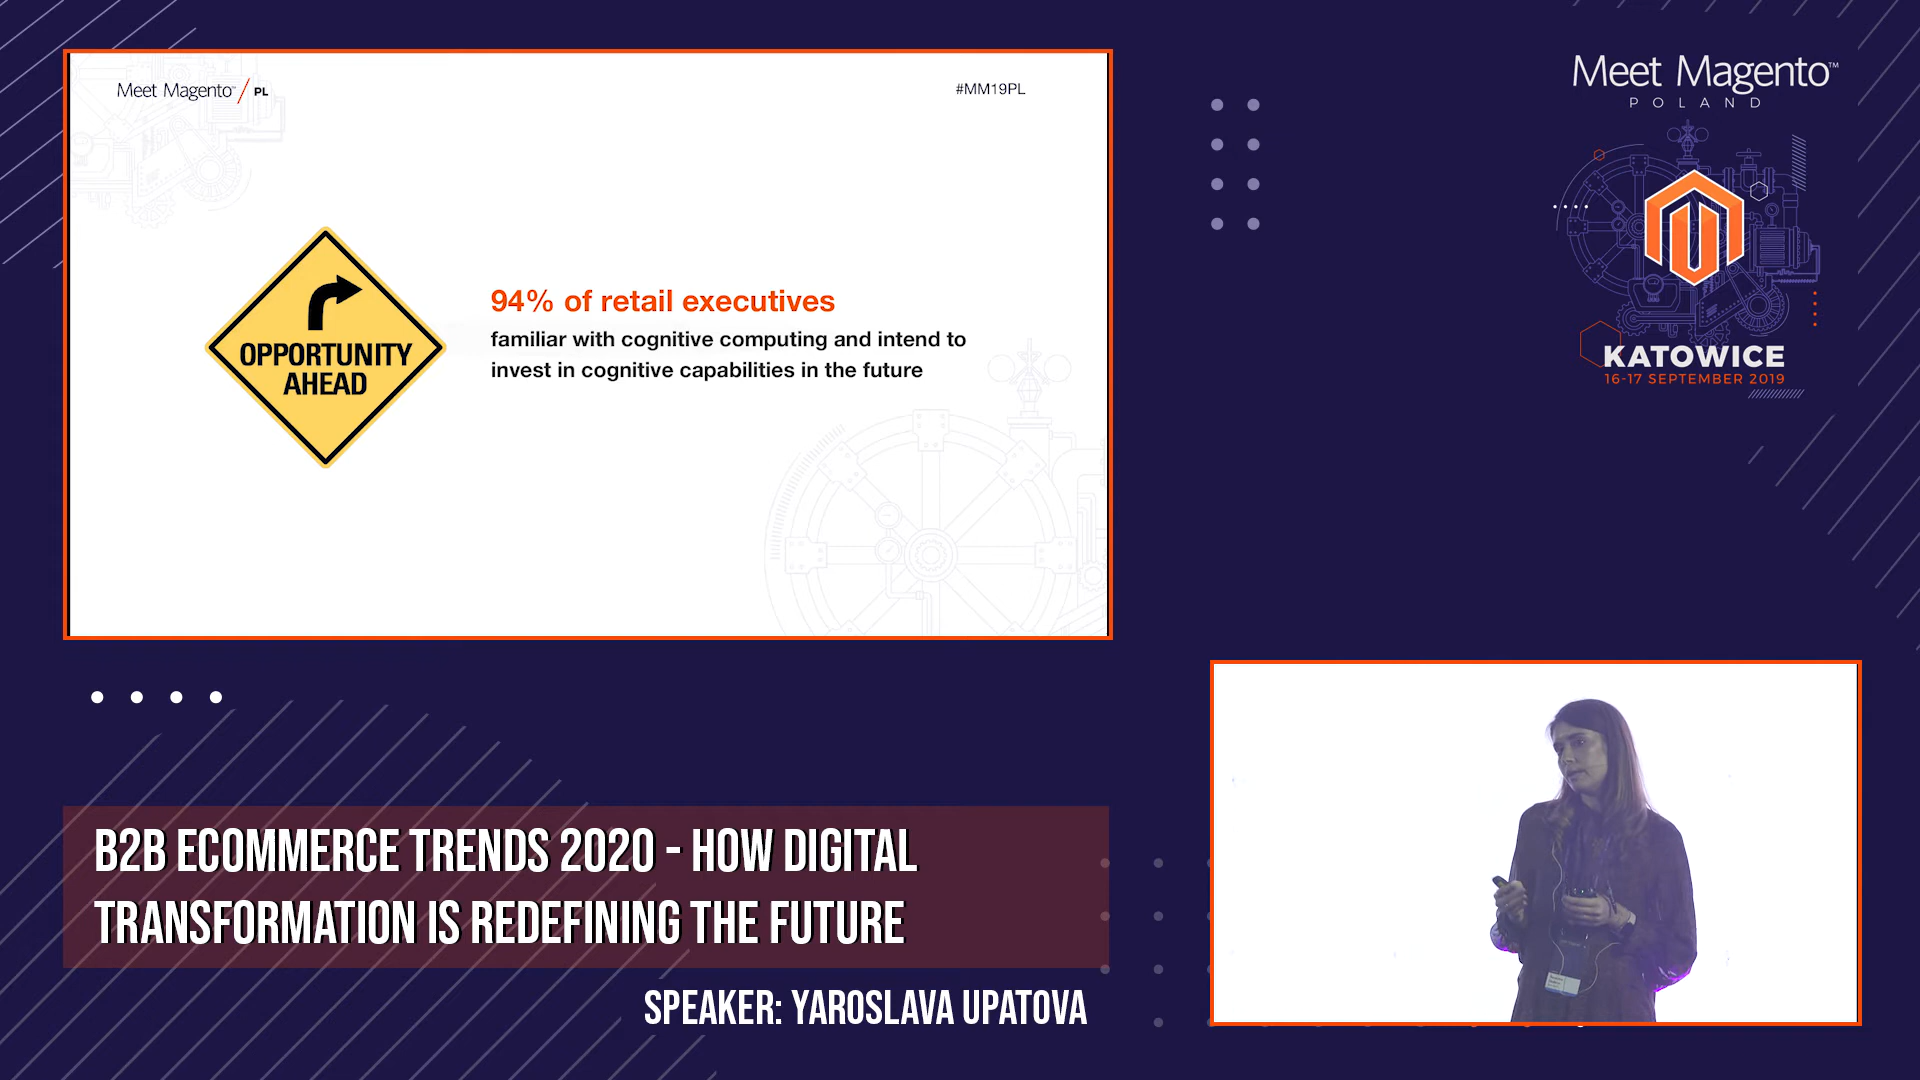 Meet Magento / PL
#MM19PL
OPPORTUNITY
AHEAD
94% of retail executives
familiar with cognitive computing and intend to
invest in cognitive capabilities in the future
Meet Magento™
POLAND
KATOWICE
16-17 SEPTEMBER 2019
B2B ECOMMERCE TRENDS 2020 - HOW DIGITAL
TRANSFORMATION IS REDEFINING THE FUTURE
SPEAKER: YAROSLAVA UPATOVA